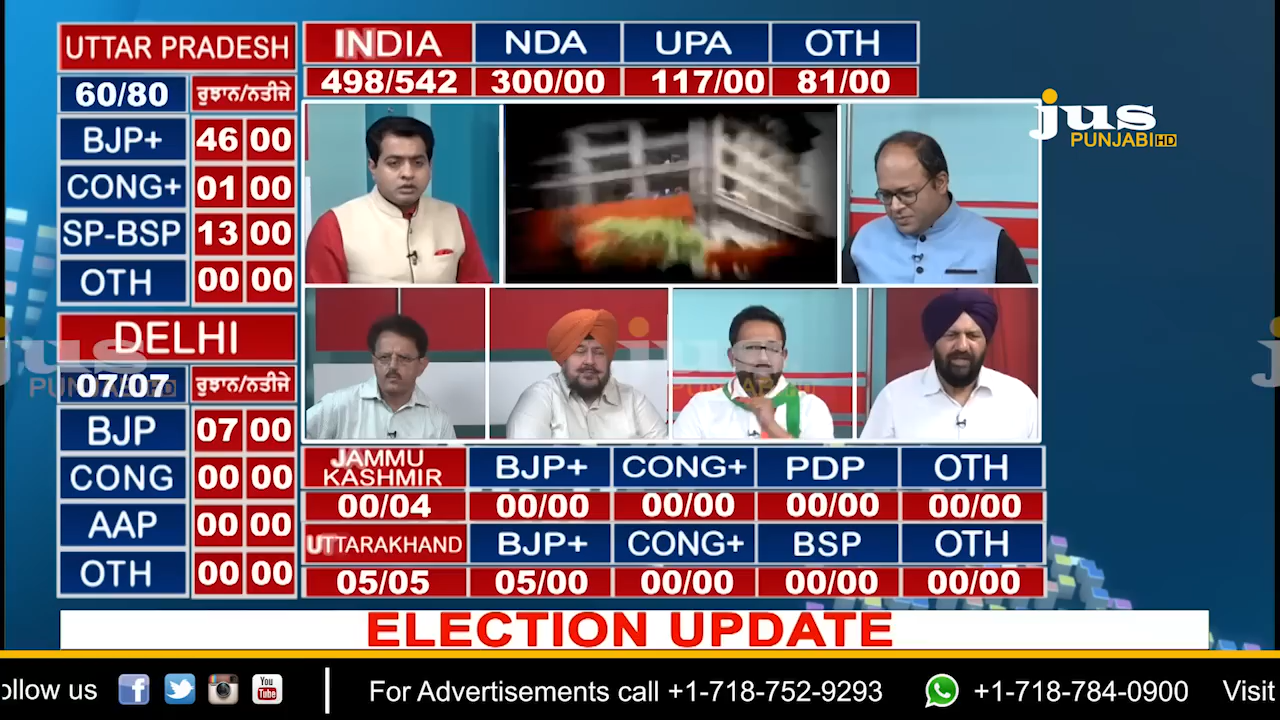 UTTAR PRADESH
60/80 ਰੁਝਾਨ/ਨਤੀਜੇ
BJP+ 46 00
CONG+ 01 00
SP-BSP 13 00
OTH 00 00
DELHI
07/07 ਰੁਝਾਨ/ਨਤੀਜੇ
BJP 07 00
CONG 00 00
AAP 00 00
OTH 00 00
INDIA NDA UPA OTH
498/542 300/00 117/00 81/00
jus
PUNJABI HD
jus
PUNJABI HD
JAMMU
KASHMIR BJP+ CONG+ PDP OTH
00/04 00/00 00/00 00/00 00/00
UTTARAKHAND BJP+ CONG+ BSP OTH
05/05 05/00 00/00 00/00 00/00
ELECTION UPDATE
ollow us You Tube For Advertisements call +1-718-752-9293 +1-718-784-0900 Visit